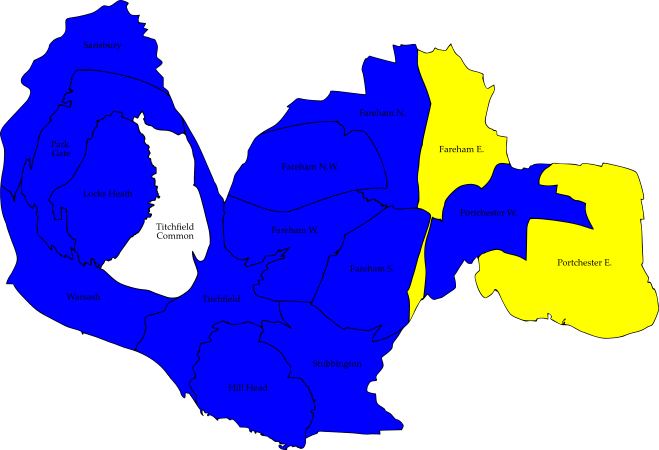 Sarisbury
Fareham N.
Park
Gate
Fareham E.
Fareham N.W.
Locks Heath
Portchester W.
Titchfield
Common
Fareham W.
Portchester E.
Fareham S.
Warsash
Titchfield
Stubbington
Hill Head